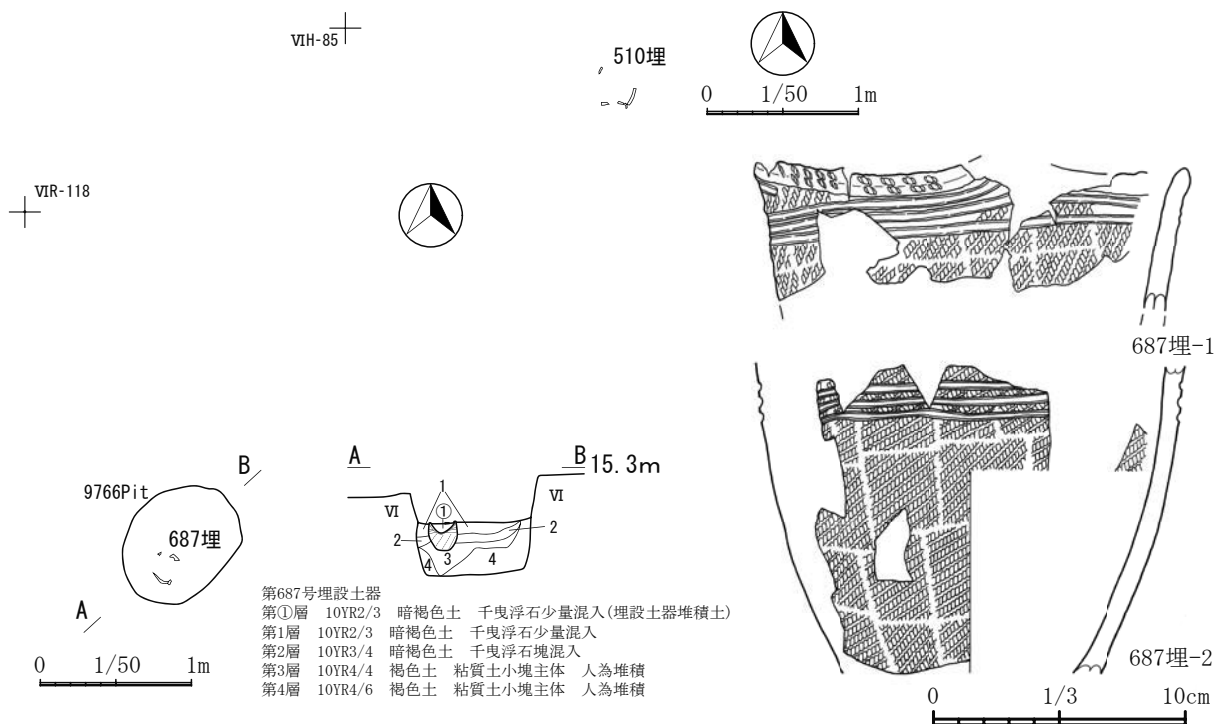 ⅥH-85
510埋
0 1/50 1m
ⅥR-118
687埋-1
A B 15.3m
B
9766Pit
687埋
A
Ⅵ 1 Ⅵ
①
2 2
4 3 4
第687号埋設土器
第①層 10YR2/3 暗褐色土 千曳浮石少量混入(埋設土器堆積土)
第1層 10YR2/3 暗褐色土 千曳浮石少量混入
第2層 10YR3/4 暗褐色土 千曳浮石塊混入
第3層 10YR4/4 褐色土 粘質土小塊主体 人為堆積
第4層 10YR4/6 褐色土 粘質土小塊主体 人為堆積
0 1/50 1m
687埋-2
0 1/3 10cm